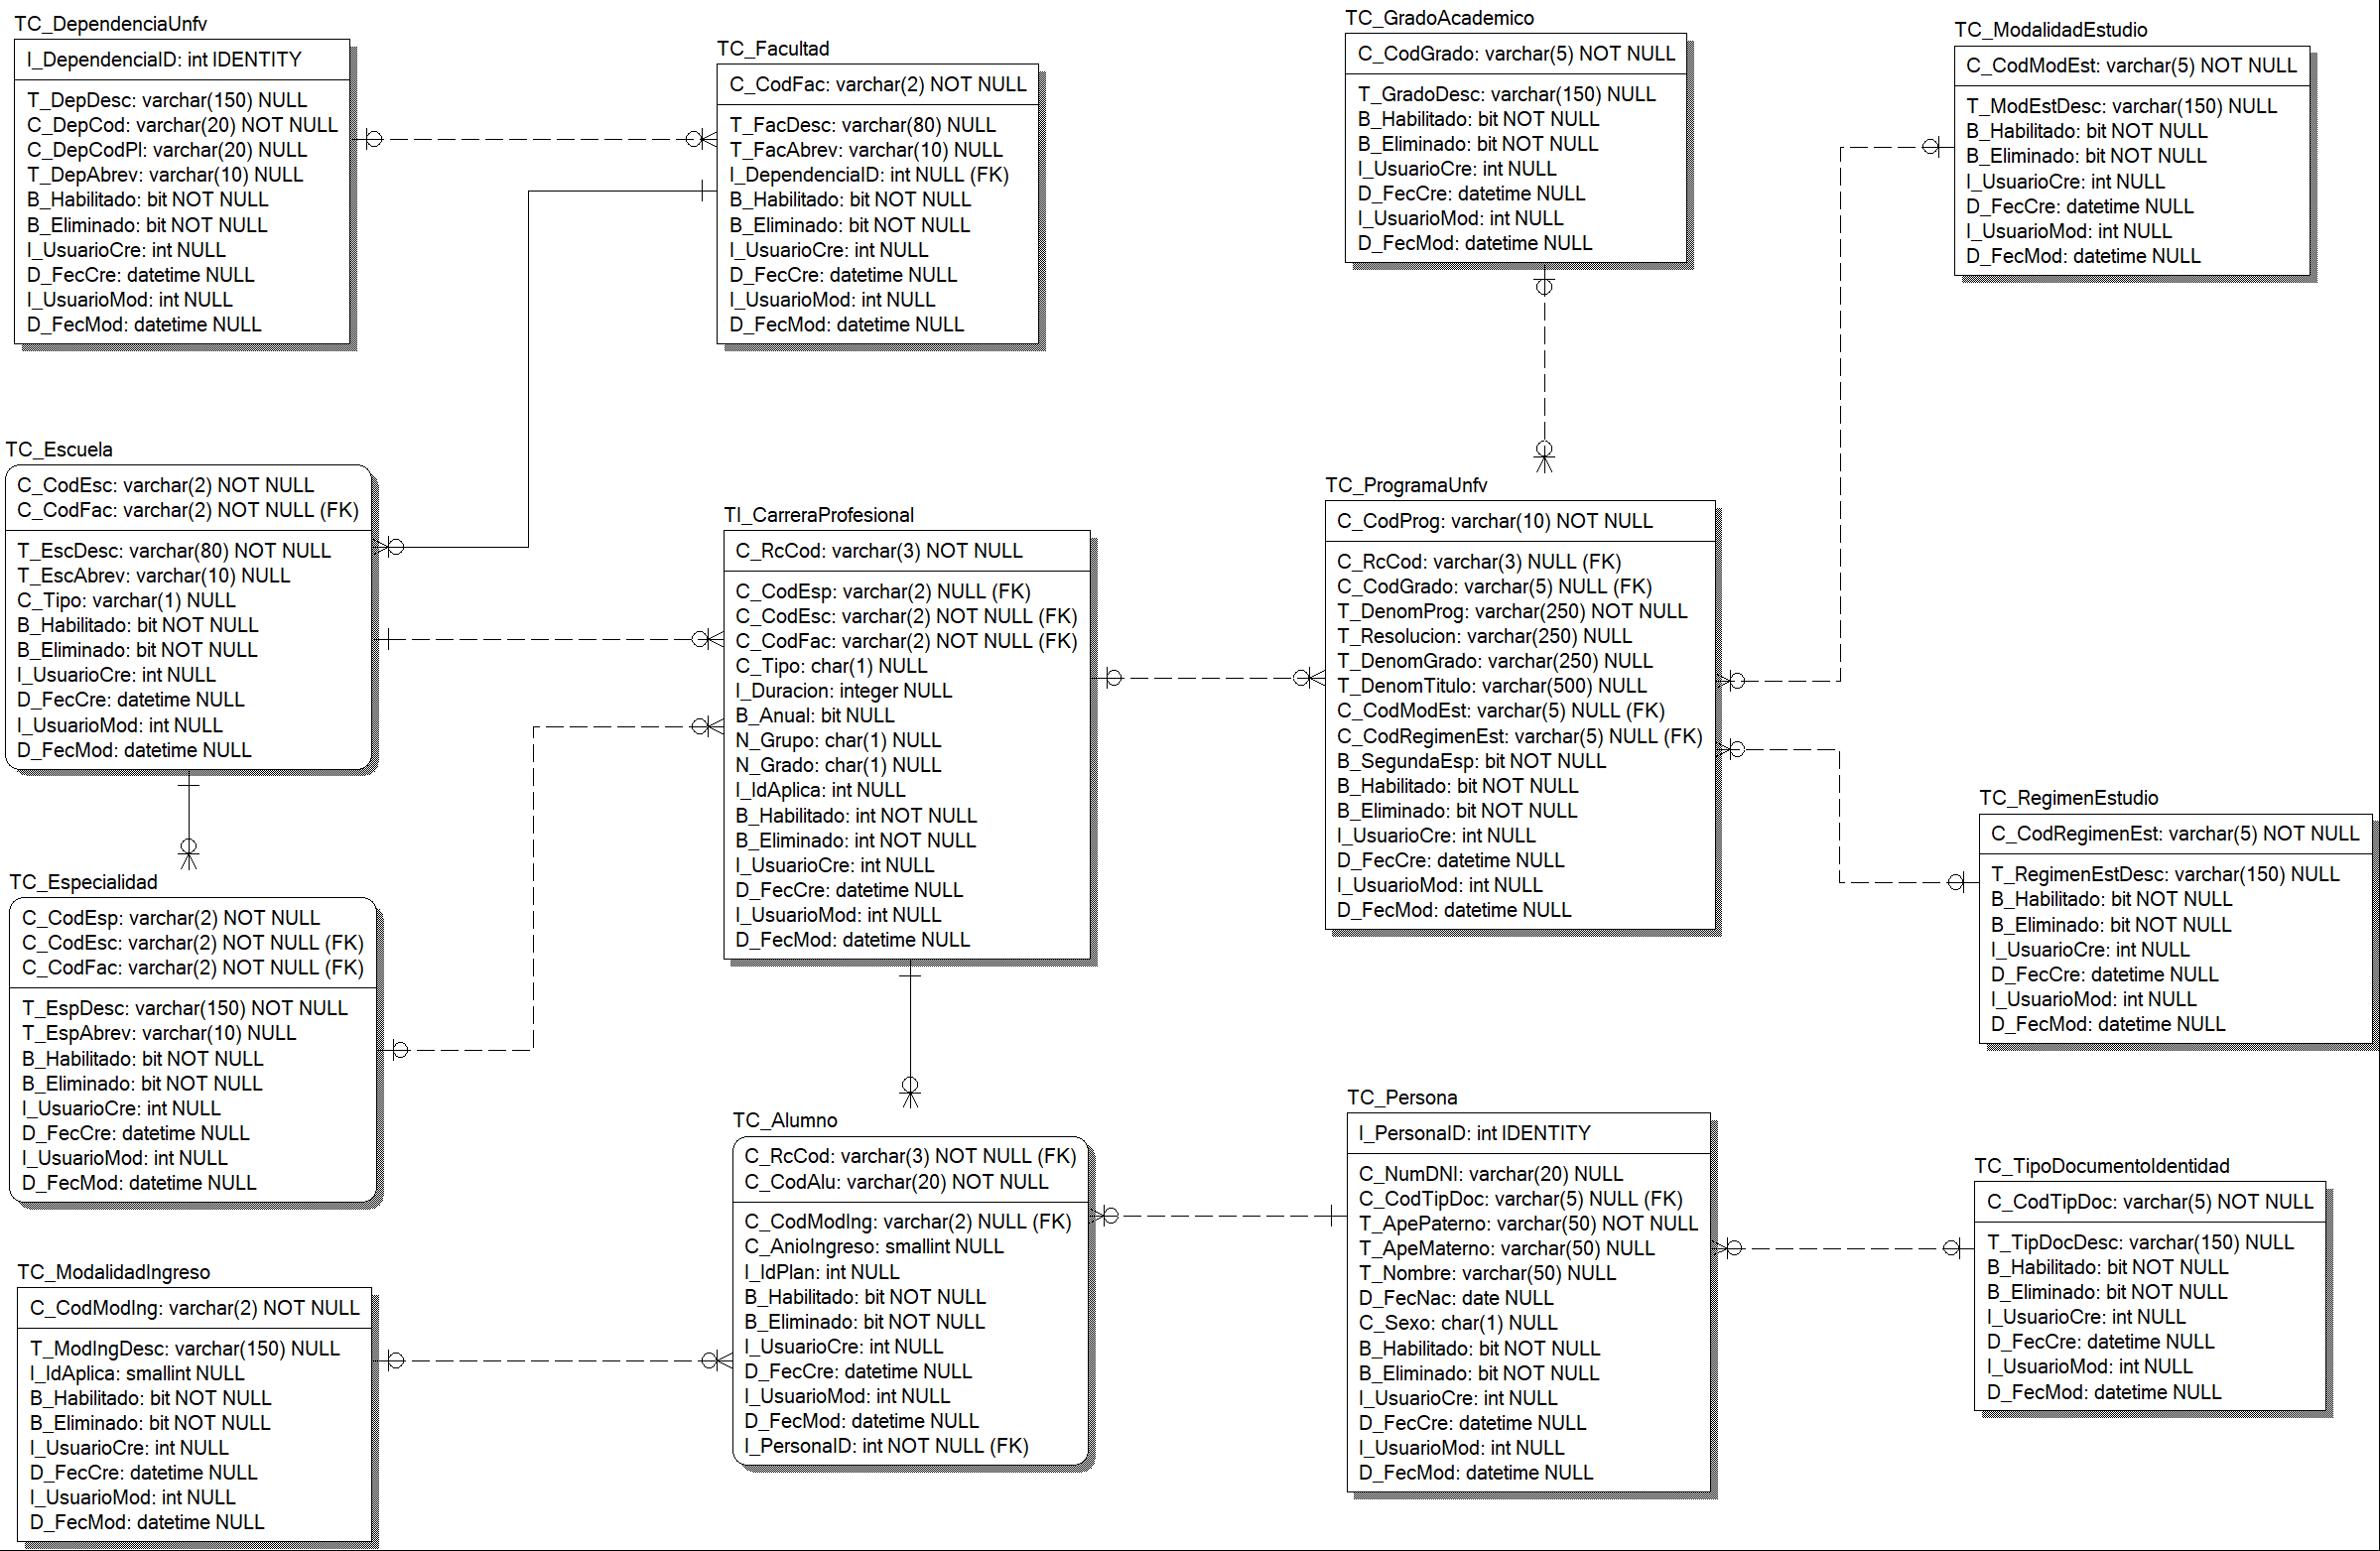 TC_DependenciaUnfv
I_DependenciaID: int IDENTITY
T_DepDesc: varchar(150) NULL
C_DepCod: varchar(20) NOT NULL
C_DepCodPl: varchar(20) NULL
T_DepAbrev: varchar(10) NULL
B_Habilitado: bit NOT NULL
B_Eliminado: bit NOT NULL
I_UsuarioCre: int NULL
D_FecCre: datetime NULL
I_UsuarioMod: int NULL
D_FecMod: datetime NULL
TC_Facultad
C_CodFac: varchar(2) NOT NULL
T_FacDesc: varchar(80) NULL
T_FacAbrev: varchar(10) NULL
I_DependenciaID: int NULL (FK)
B_Habilitado: bit NOT NULL
B_Eliminado: bit NOT NULL
I_UsuarioCre: int NULL
D_FecCre: datetime NULL
I_UsuarioMod: int NULL
D_FecMod: datetime NULL
TC_GradoAcademico
C_CodGrado: varchar(5) NOT NULL
T_GradoDesc: varchar(150) NULL
B_Habilitado: bit NOT NULL
B_Eliminado: bit NOT NULL
I_UsuarioCre: int NULL
D_FecCre: datetime NULL
I_UsuarioMod: int NULL
D_FecMod: datetime NULL
TC_ModalidadEstudio
C_CodModEst: varchar(5) NOT NULL
T_ModEstDesc: varchar(150) NULL
B_Habilitado: bit NOT NULL
B_Eliminado: bit NOT NULL
I_UsuarioCre: int NULL
D_FecCre: datetime NULL
I_UsuarioMod: int NULL
D_FecMod: datetime NULL
TC_Escuela
C_CodEsc: varchar(2) NOT NULL
C_CodFac: varchar(2) NOT NULL (FK)
T_EscDesc: varchar(80) NOT NULL
T_EscAbrev: varchar(10) NULL
C_Tipo: varchar(1) NULL
B_Habilitado: bit NOT NULL
B_Eliminado: bit NOT NULL
I_UsuarioCre: int NULL
D_FecCre: datetime NULL
I_UsuarioMod: int NULL
D_FecMod: datetime NULL
TI_CarreraProfesional
C_RcCod: varchar(3) NOT NULL
C_CodEsp: varchar(2) NULL (FK)
C_CodEsc: varchar(2) NOT NULL (FK)
C_CodFac: varchar(2) NOT NULL (FK)
C_Tipo: char(1) NULL
I_Duracion: integer NULL
B_Anual: bit NULL
N_Grupo: char(1) NULL
N_Grado: char(1) NULL
I_IdAplica: int NULL
B_Habilitado: int NOT NULL
B_Eliminado: int NOT NULL
I_UsuarioCre: int NULL
D_FecCre: datetime NULL
I_UsuarioMod: int NULL
D_FecMod: datetime NULL
TC_ProgramaUnfv
C_CodProg: varchar(10) NOT NULL
C_RcCod: varchar(3) NULL (FK)
C_CodGrado: varchar(5) NULL (FK)
T_DenomProg: varchar(250) NOT NULL
T_Resolucion: varchar(250) NULL
T_DenomGrado: varchar(250) NULL
T_DenomTitulo: varchar(500) NULL
C_CodModEst: varchar(5) NULL (FK)
C_CodRegimenEst: varchar(5) NULL (FK)
B_SegundaEsp: bit NOT NULL
B_Habilitado: bit NOT NULL
B_Eliminado: bit NOT NULL
I_UsuarioCre: int NULL
D_FecCre: datetime NULL
I_UsuarioMod: int NULL
D_FecMod: datetime NULL
TC_RegimenEstudio
C_CodRegimenEst: varchar(5) NOT NULL
T_RegimenEstDesc: varchar(150) NULL
B_Habilitado: bit NOT NULL
B_Eliminado: bit NOT NULL
I_UsuarioCre: int NULL
D_FecCre: datetime NULL
I_UsuarioMod: int NULL
D_FecMod: datetime NULL
TC_Especialidad
C_CodEsp: varchar(2) NOT NULL
C_CodEsc: varchar(2) NOT NULL (FK)
C_CodFac: varchar(2) NOT NULL (FK)
T_EspDesc: varchar(150) NOT NULL
T_EspAbrev: varchar(10) NULL
B_Habilitado: bit NOT NULL
B_Eliminado: bit NOT NULL
I_UsuarioCre: int NULL
D_FecCre: datetime NULL
I_UsuarioMod: int NULL
D_FecMod: datetime NULL
TC_Alumno
C_RcCod: varchar(3) NOT NULL (FK)
C_CodAlu: varchar(20) NOT NULL
C_CodModIng: varchar(2) NULL (FK)
C_AnioIngreso: smallint NULL
I_IdPlan: int NULL
B_Habilitado: bit NOT NULL
B_Eliminado: bit NOT NULL
I_UsuarioCre: int NULL
D_FecCre: datetime NULL
I_UsuarioMod: int NULL
D_FecMod: datetime NULL
I_PersonaID: int NOT NULL (FK)
TC_Persona
I_PersonaID: int IDENTITY
C_NumDNI: varchar(20) NULL
C_CodTipDoc: varchar(5) NULL (FK)
T_ApePaterno: varchar(50) NOT NULL
T_ApeMaterno: varchar(50) NULL
T_Nombre: varchar(50) NULL
D_FecNac: date NULL
C_Sexo: char(1) NULL
B_Habilitado: bit NOT NULL
B_Eliminado: bit NOT NULL
I_UsuarioCre: int NULL
D_FecCre: datetime NULL
I_UsuarioMod: int NULL
D_FecMod: datetime NULL
TC_TipoDocumentoIdentidad
C_CodTipDoc: varchar(5) NOT NULL
T_TipDocDesc: varchar(150) NULL
B_Habilitado: bit NOT NULL
B_Eliminado: bit NOT NULL
I_UsuarioCre: int NULL
D_FecCre: datetime NULL
I_UsuarioMod: int NULL
D_FecMod: datetime NULL
TC_ModalidadIngreso
C_CodModIng: varchar(2) NOT NULL
T_ModIngDesc: varchar(150) NULL
I_IdAplica: smallint NULL
B_Habilitado: bit NOT NULL
B_Eliminado: bit NOT NULL
I_UsuarioCre: int NULL
D_FecCre: datetime NULL
I_UsuarioMod: int NULL
D_FecMod: datetime NULL